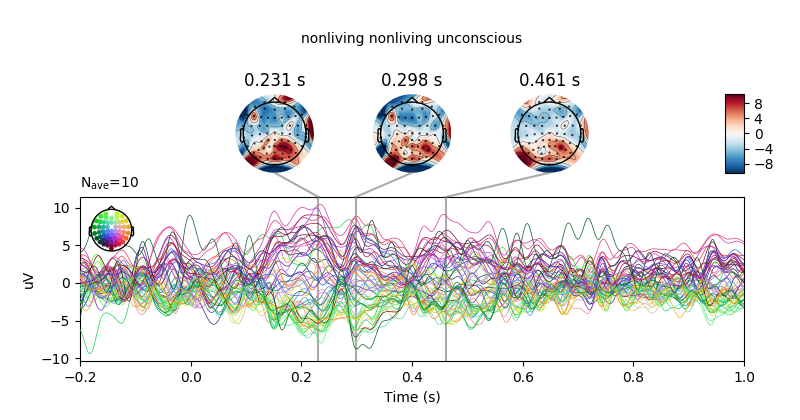 nonliving nonliving unconscious
0.231 s
0.298 s
0.461 s
8
4
0
−4
−8
Nave=10
10
5
0
−5
−10
uV
−0.2
0.0
0.2
0.4
0.6
0.8
1.0
Time (s)